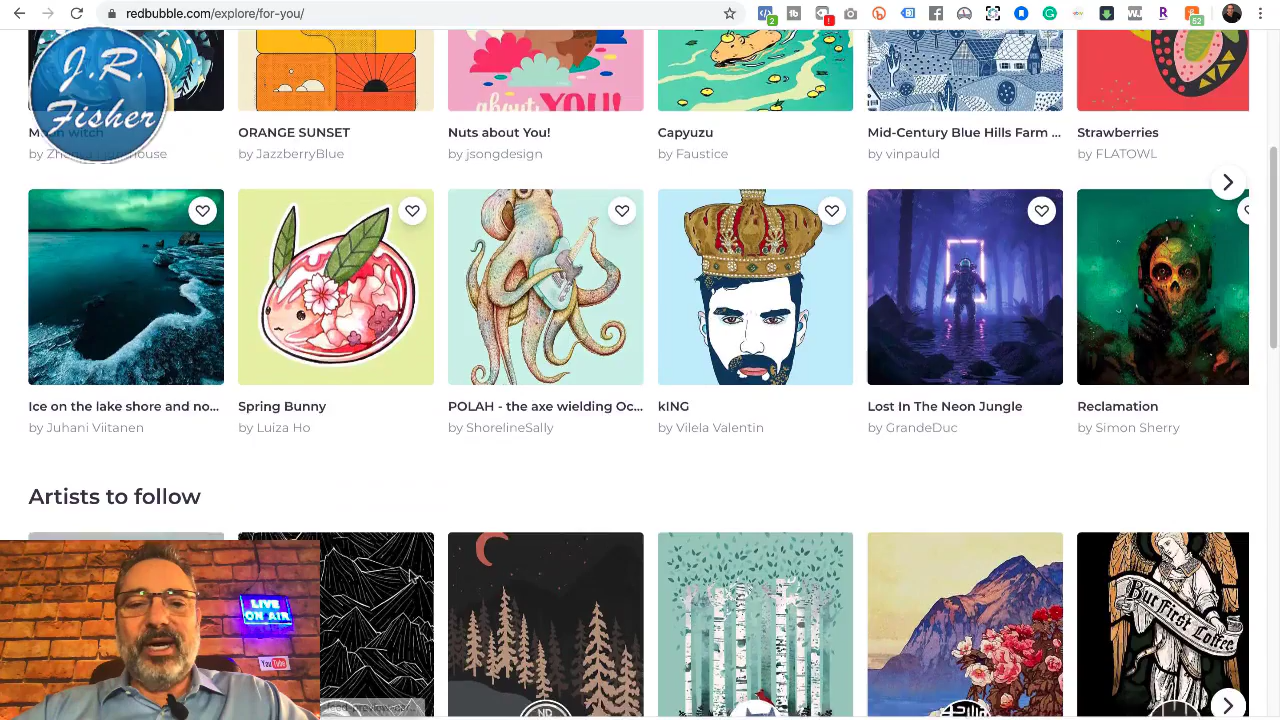 redbubble.com/explore/for-you/
2
62
J.R.
Fisher
about YOU!
ORANGE SUNSET
Nuts about You!
Capyuzu
Mid-Century Blue Hills Farm ...
Strawberries
by JazzberryBlue
by jsongdesign
by Faustice
by vinpauld
by FLATOWL
Ice on the lake shore and no...
Spring Bunny
POLAH - the axe wielding Oc...
kING
Lost In The Neon Jungle
Reclamation
by Juhani Viitanen
by Luiza Ho
by ShorelineSally
by Vilela Valentin
by GrandeDuc
by Simon Sherry
Artists to follow
But First Coffee
LIVE
ON AIR
YouTube